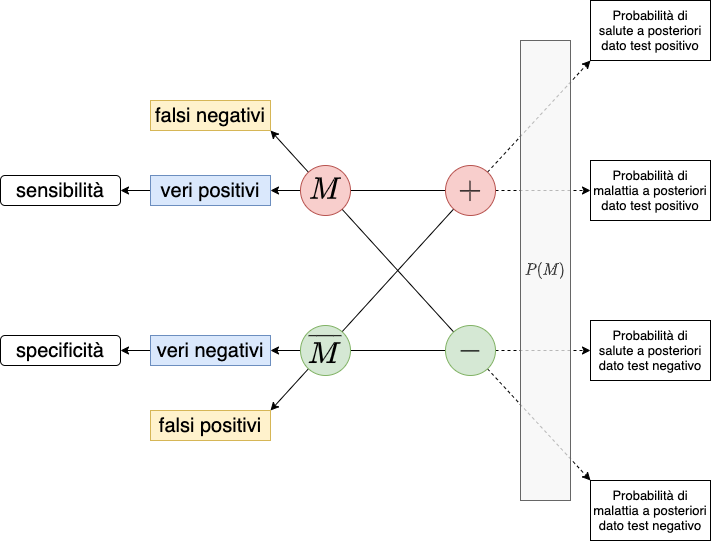 Probabilità di
salute a posteriori
dato test positivo
falsi negativi
sensibilità
veri positivi
M
+
Probabilità di
malattia a posteriori
dato test positivo
P(M)
specificità
veri negativi
M̅
−
Probabilità di
salute a posteriori
dato test negativo
falsi positivi
Probabilità di
malattia a posteriori
dato test negativo